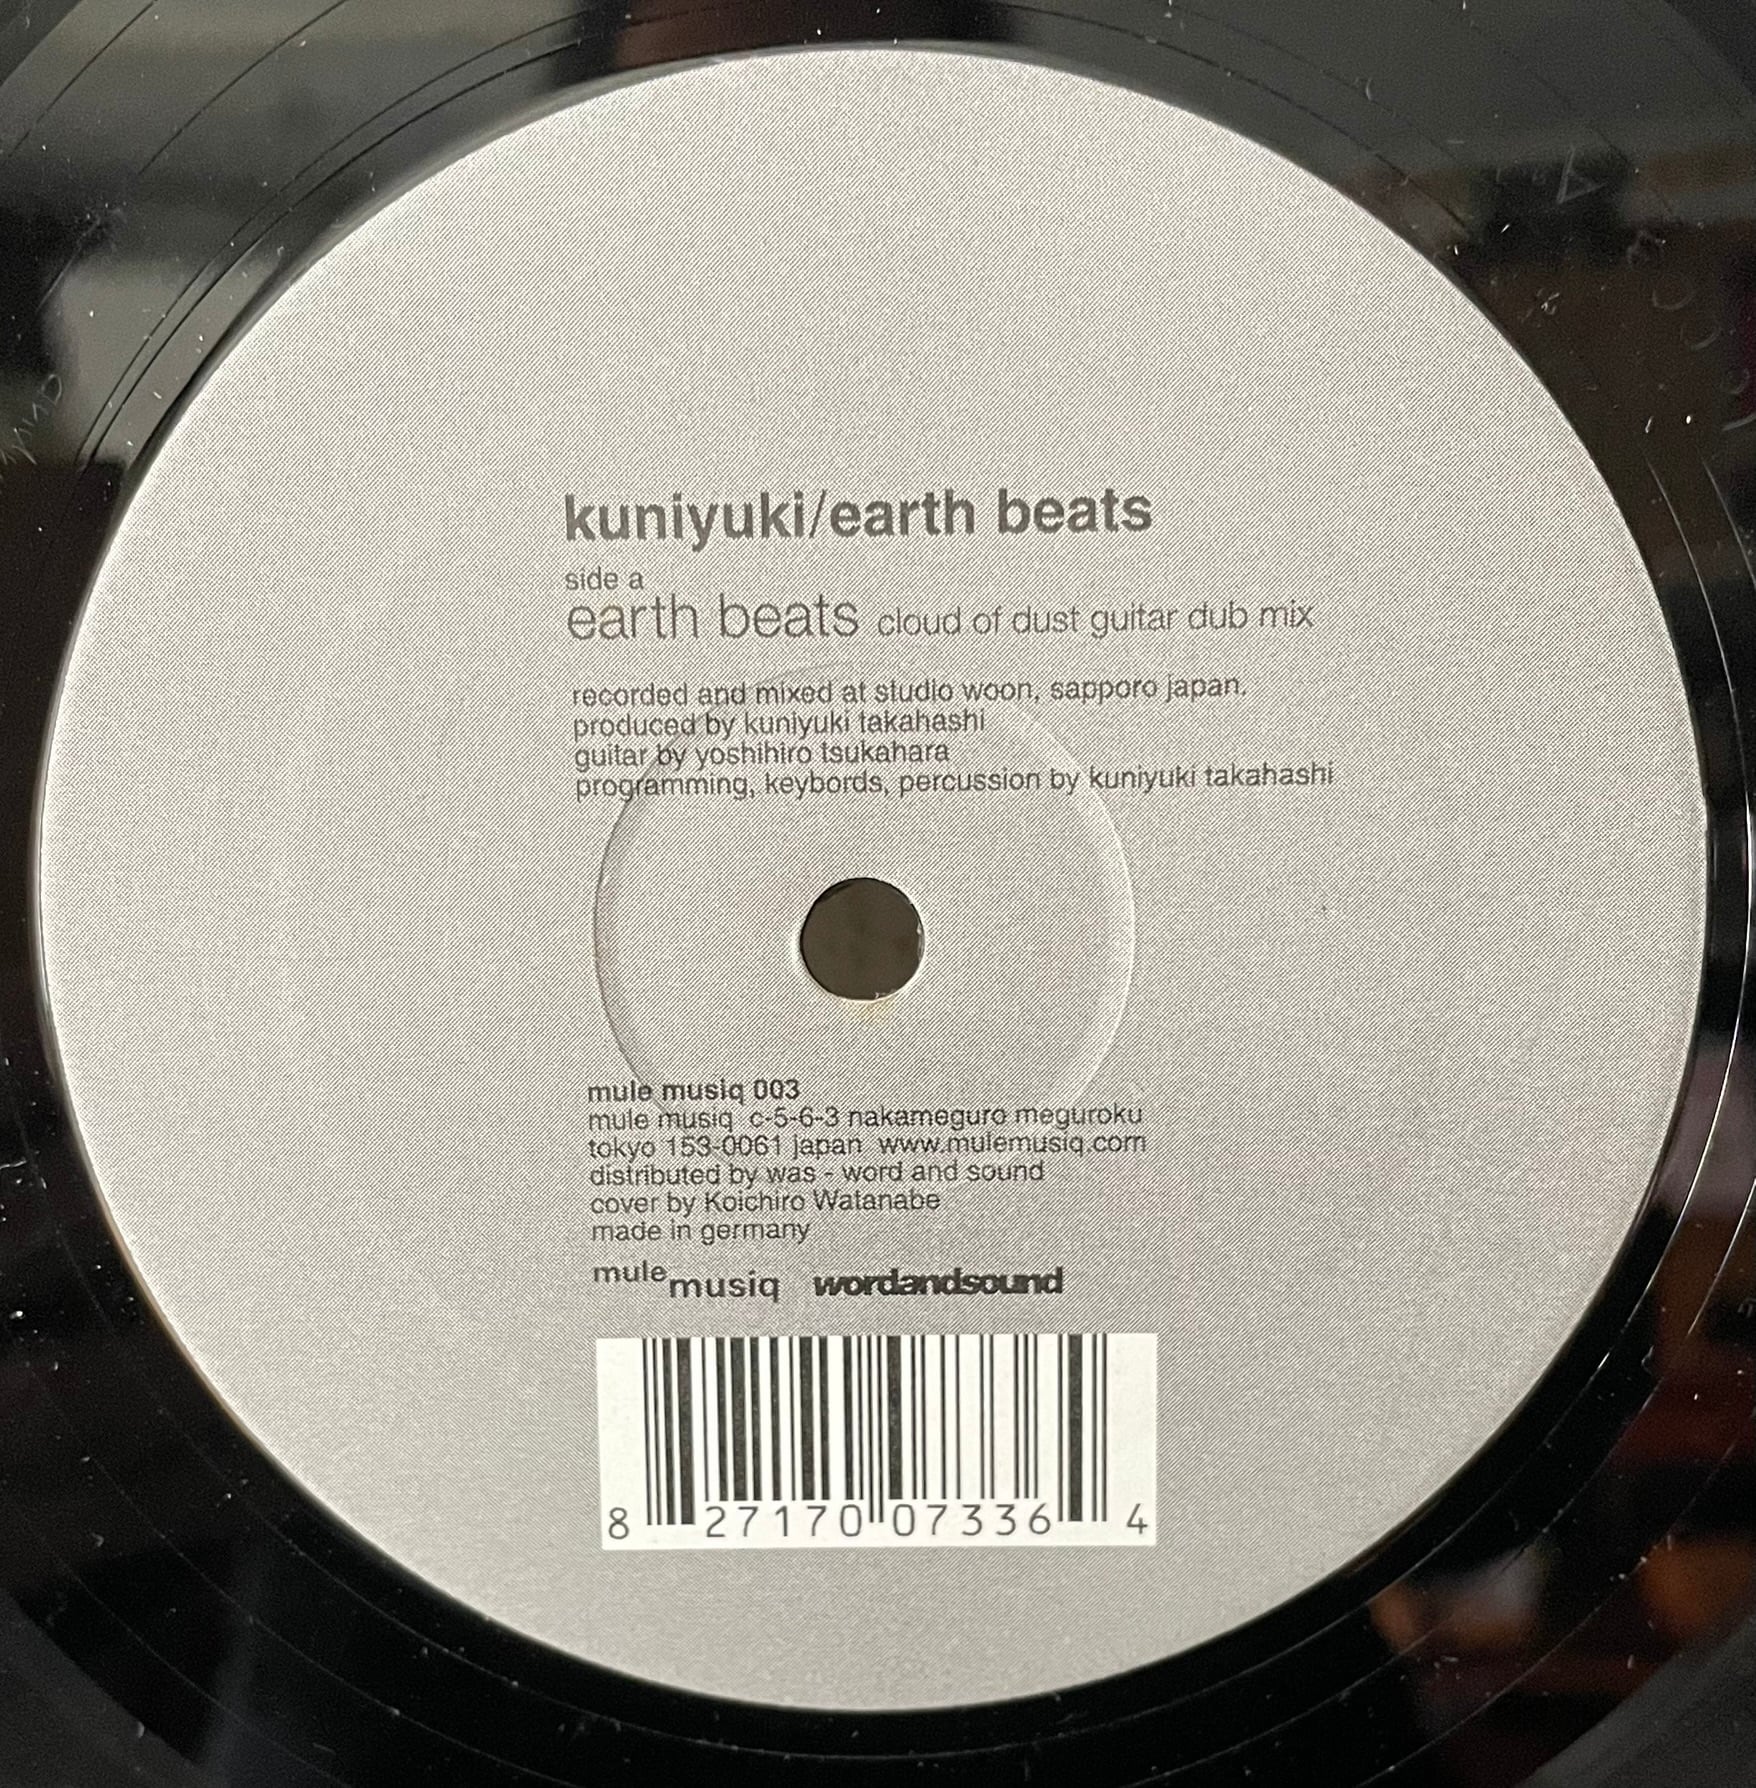 kuniyuki/earth beats
side a
earth beats cloud of dust guitar dub mix
recorded and mixed at studio woon, sapporo japan.
produced by kuniyuki takahashi
guitar by yoshihiro tsukahara
programming, keybords, percussion by kuniyuki takahashi
mule musiq 003
mule musiq c-5-6-3 nakameguro meguroku
tokyo 153-0061 japan www.mulemusiq.com
distributed by was - word and sound
cover by Koichiro Watanabe
made in germany
mule musiq wordandsound
8 27170 07336 4